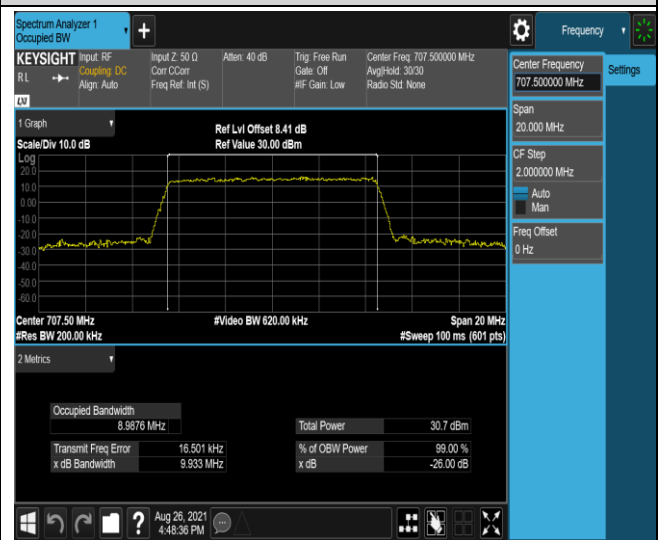 Spectrum Analyzer 1
Occupied BW
+
Frequency
KEYSIGHT
RL
LXI
Input: RF
Coupling: DC
Align: Auto
Input Z: 50 Ω
Corr CCorr
Freq Ref: Int (S)
Atten: 40 dB
Trig: Free Run
Gate: Off
#IF Gain: Low
Center Freq: 707.500000 MHz
Avg|Hold: 30/30
Radio Std: None
Center Frequency
707.500000 MHz
Settings
Span
20.000 MHz
CF Step
2.000000 MHz
Auto
Man
Freq Offset
0 Hz
1 Graph
Scale/Div 10.0 dB
Ref Lvl Offset 8.41 dB
Ref Value 30.00 dBm
Log
20.0
10.0
0.00
-10.0
-20.0
-30.0
-40.0
-50.0
-60.0
Center 707.50 MHz
#Video BW 620.00 kHz
Span 20 MHz
#Res BW 200.00 kHz
#Sweep 100 ms (601 pts)
2 Metrics
Occupied Bandwidth
8.9876 MHz
Total Power 30.7 dBm
Transmit Freq Error 16.501 kHz
% of OBW Power 99.00 %
x dB Bandwidth 9.933 MHz
x dB -26.00 dB
?
Aug 26, 2021
4:48:36 PM